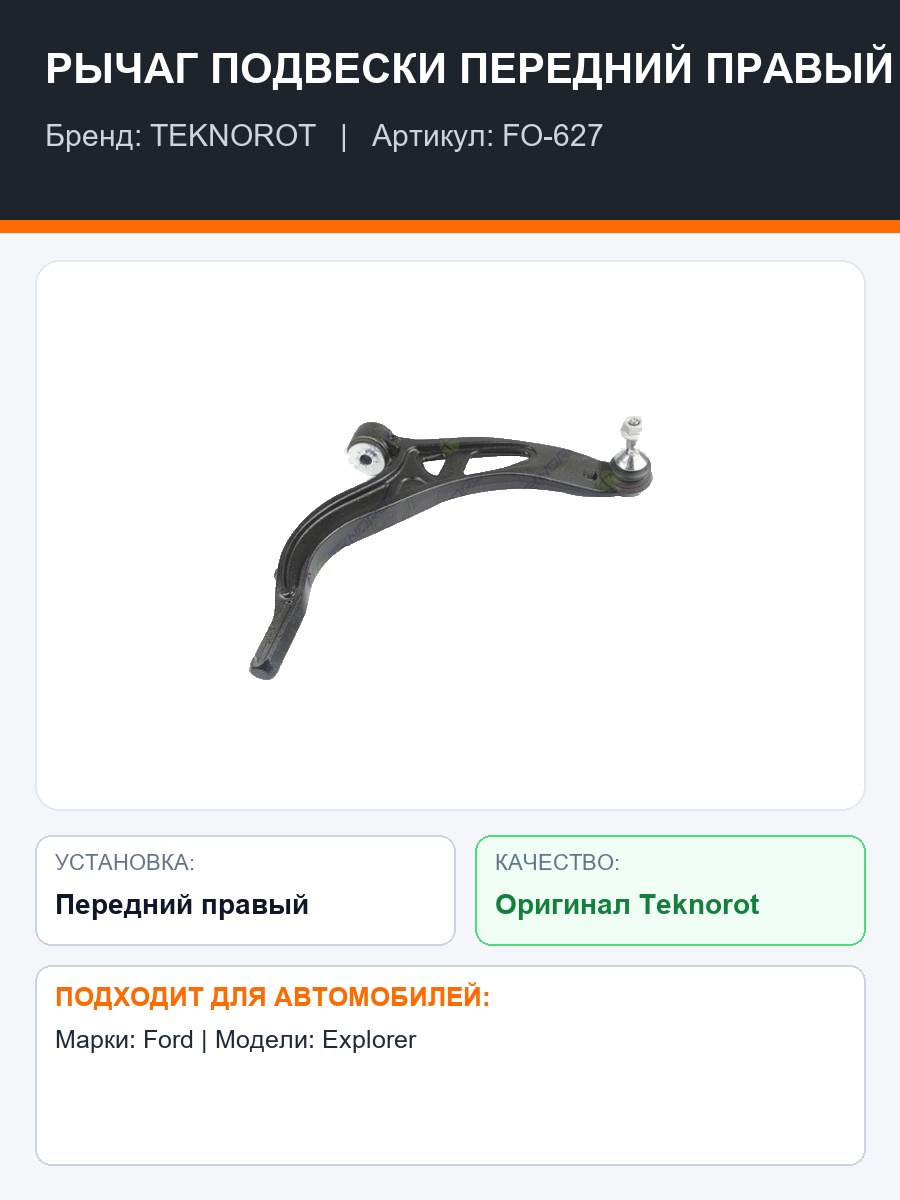 РЫЧАГ ПОДВЕСКИ ПЕРЕДНИЙ ПРАВЫЙ
Бренд: TEKNOROT | Артикул: FO-627
УСТАНОВКА:
Передний правый
КАЧЕСТВО:
Оригинал Teknorot
ПОДХОДИТ ДЛЯ АВТОМОБИЛЕЙ:
Марки: Ford | Модели: Explorer